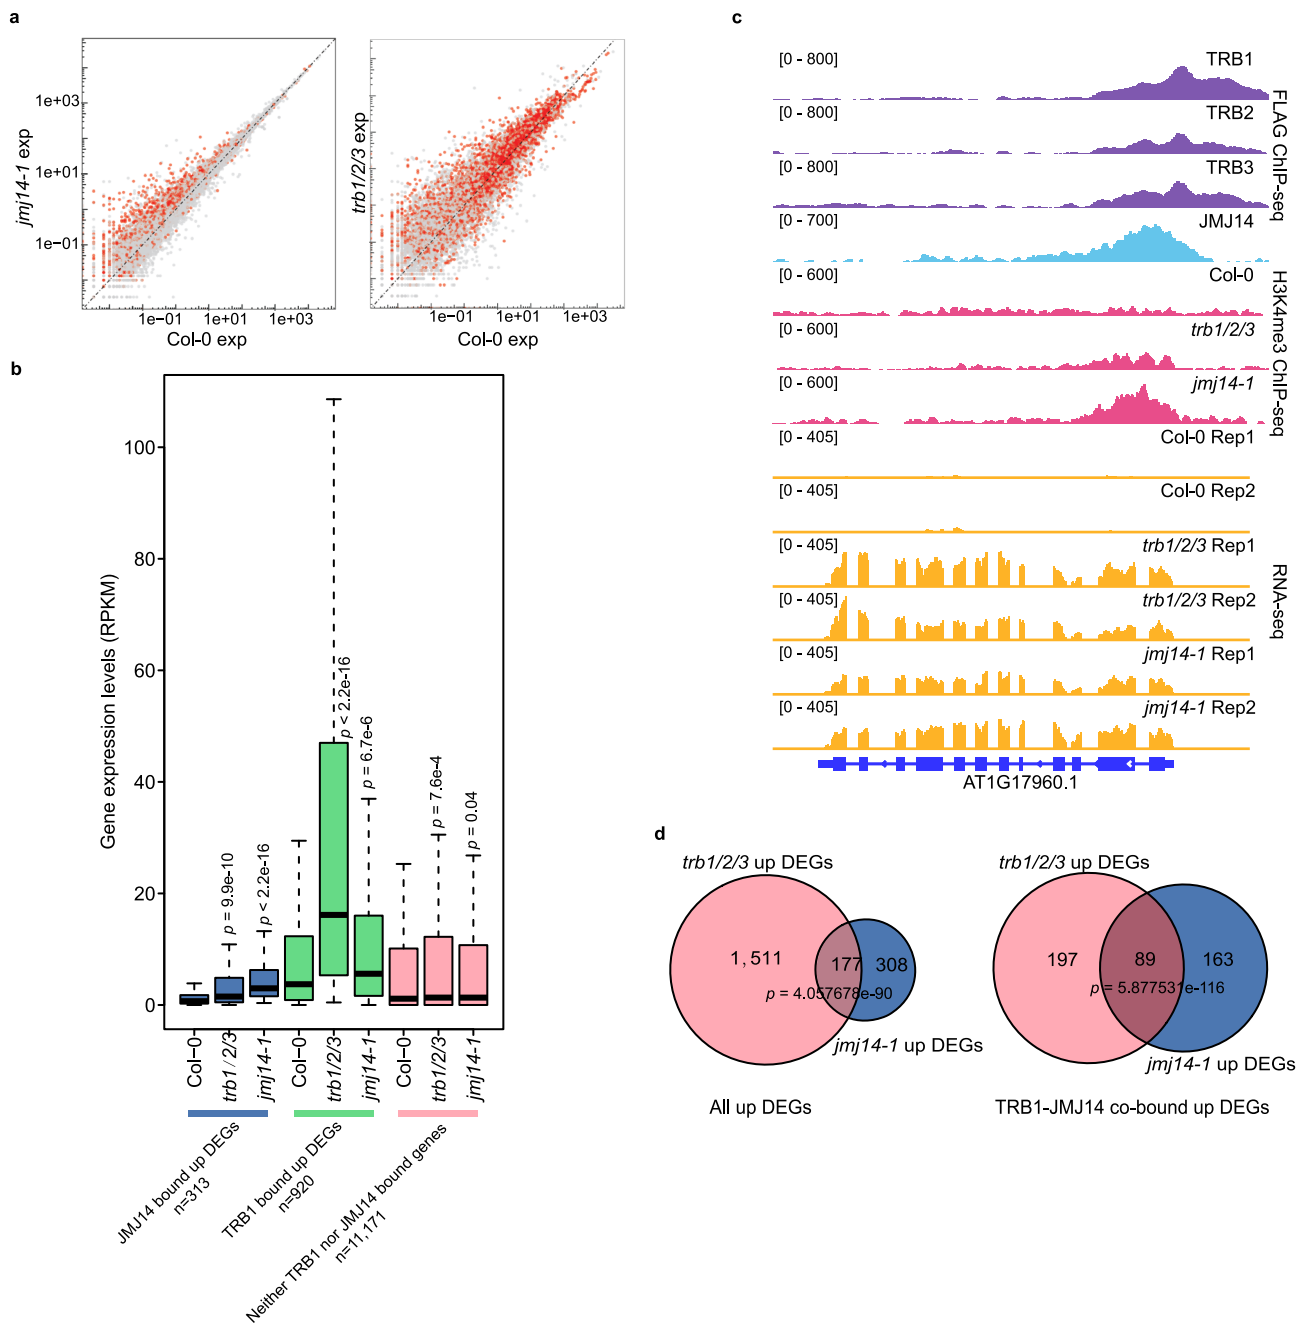 a
jmj14-1 exp
1e+03
1e+01
1e−01
1e−01 1e+01 1e+03
Col-0 exp
trb1/2/3 exp
1e−01 1e+01 1e+03
Col-0 exp
b
Gene expression levels (RPKM)
100
80
60
40
20
0
p = 9.9e-10
p < 2.2e-16
p < 2.2e-16
p = 6.7e-6
p = 7.6e-4
p = 0.04
Col−0
trb1/2/3
jmj14-1
Col−0
trb1/2/3
jmj14-1
Col−0
trb1/2/3
jmj14-1
JMJ14 bound up DEGs
n=313
TRB1 bound up DEGs
n=920
Neither TRB1 nor JMJ14 bound genes
n=11,171
c
[0 - 800] TRB1
[0 - 800] TRB2
[0 - 800] TRB3
[0 - 700] JMJ14
[0 - 600] Col-0
[0 - 600] trb1/2/3
[0 - 600] jmj14-1
[0 - 405] Col-0 Rep1
[0 - 405] Col-0 Rep2
[0 - 405] trb1/2/3 Rep1
[0 - 405] trb1/2/3 Rep2
[0 - 405] jmj14-1 Rep1
[0 - 405] jmj14-1 Rep2
FLAG ChIP-seq
H3K4me3 ChIP-seq
RNA-seq
AT1G17960.1
d
trb1/2/3 up DEGs
1,511 177 308
p = 4.057678e-90
jmj14-1 up DEGs
All up DEGs
trb1/2/3 up DEGs
197 89 163
p = 5.877531e-116
jmj14-1 up DEGs
TRB1-JMJ14 co-bound up DEGs